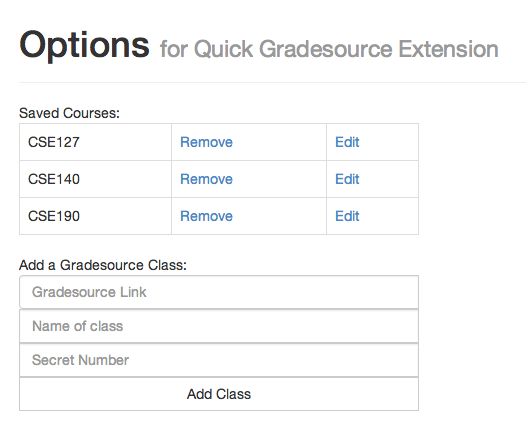 Options for Quick Gradesource Extension
Saved Courses:
CSE127 Remove Edit
CSE140 Remove Edit
CSE190 Remove Edit
Add a Gradesource Class:
Gradesource Link
Name of class
Secret Number
Add Class